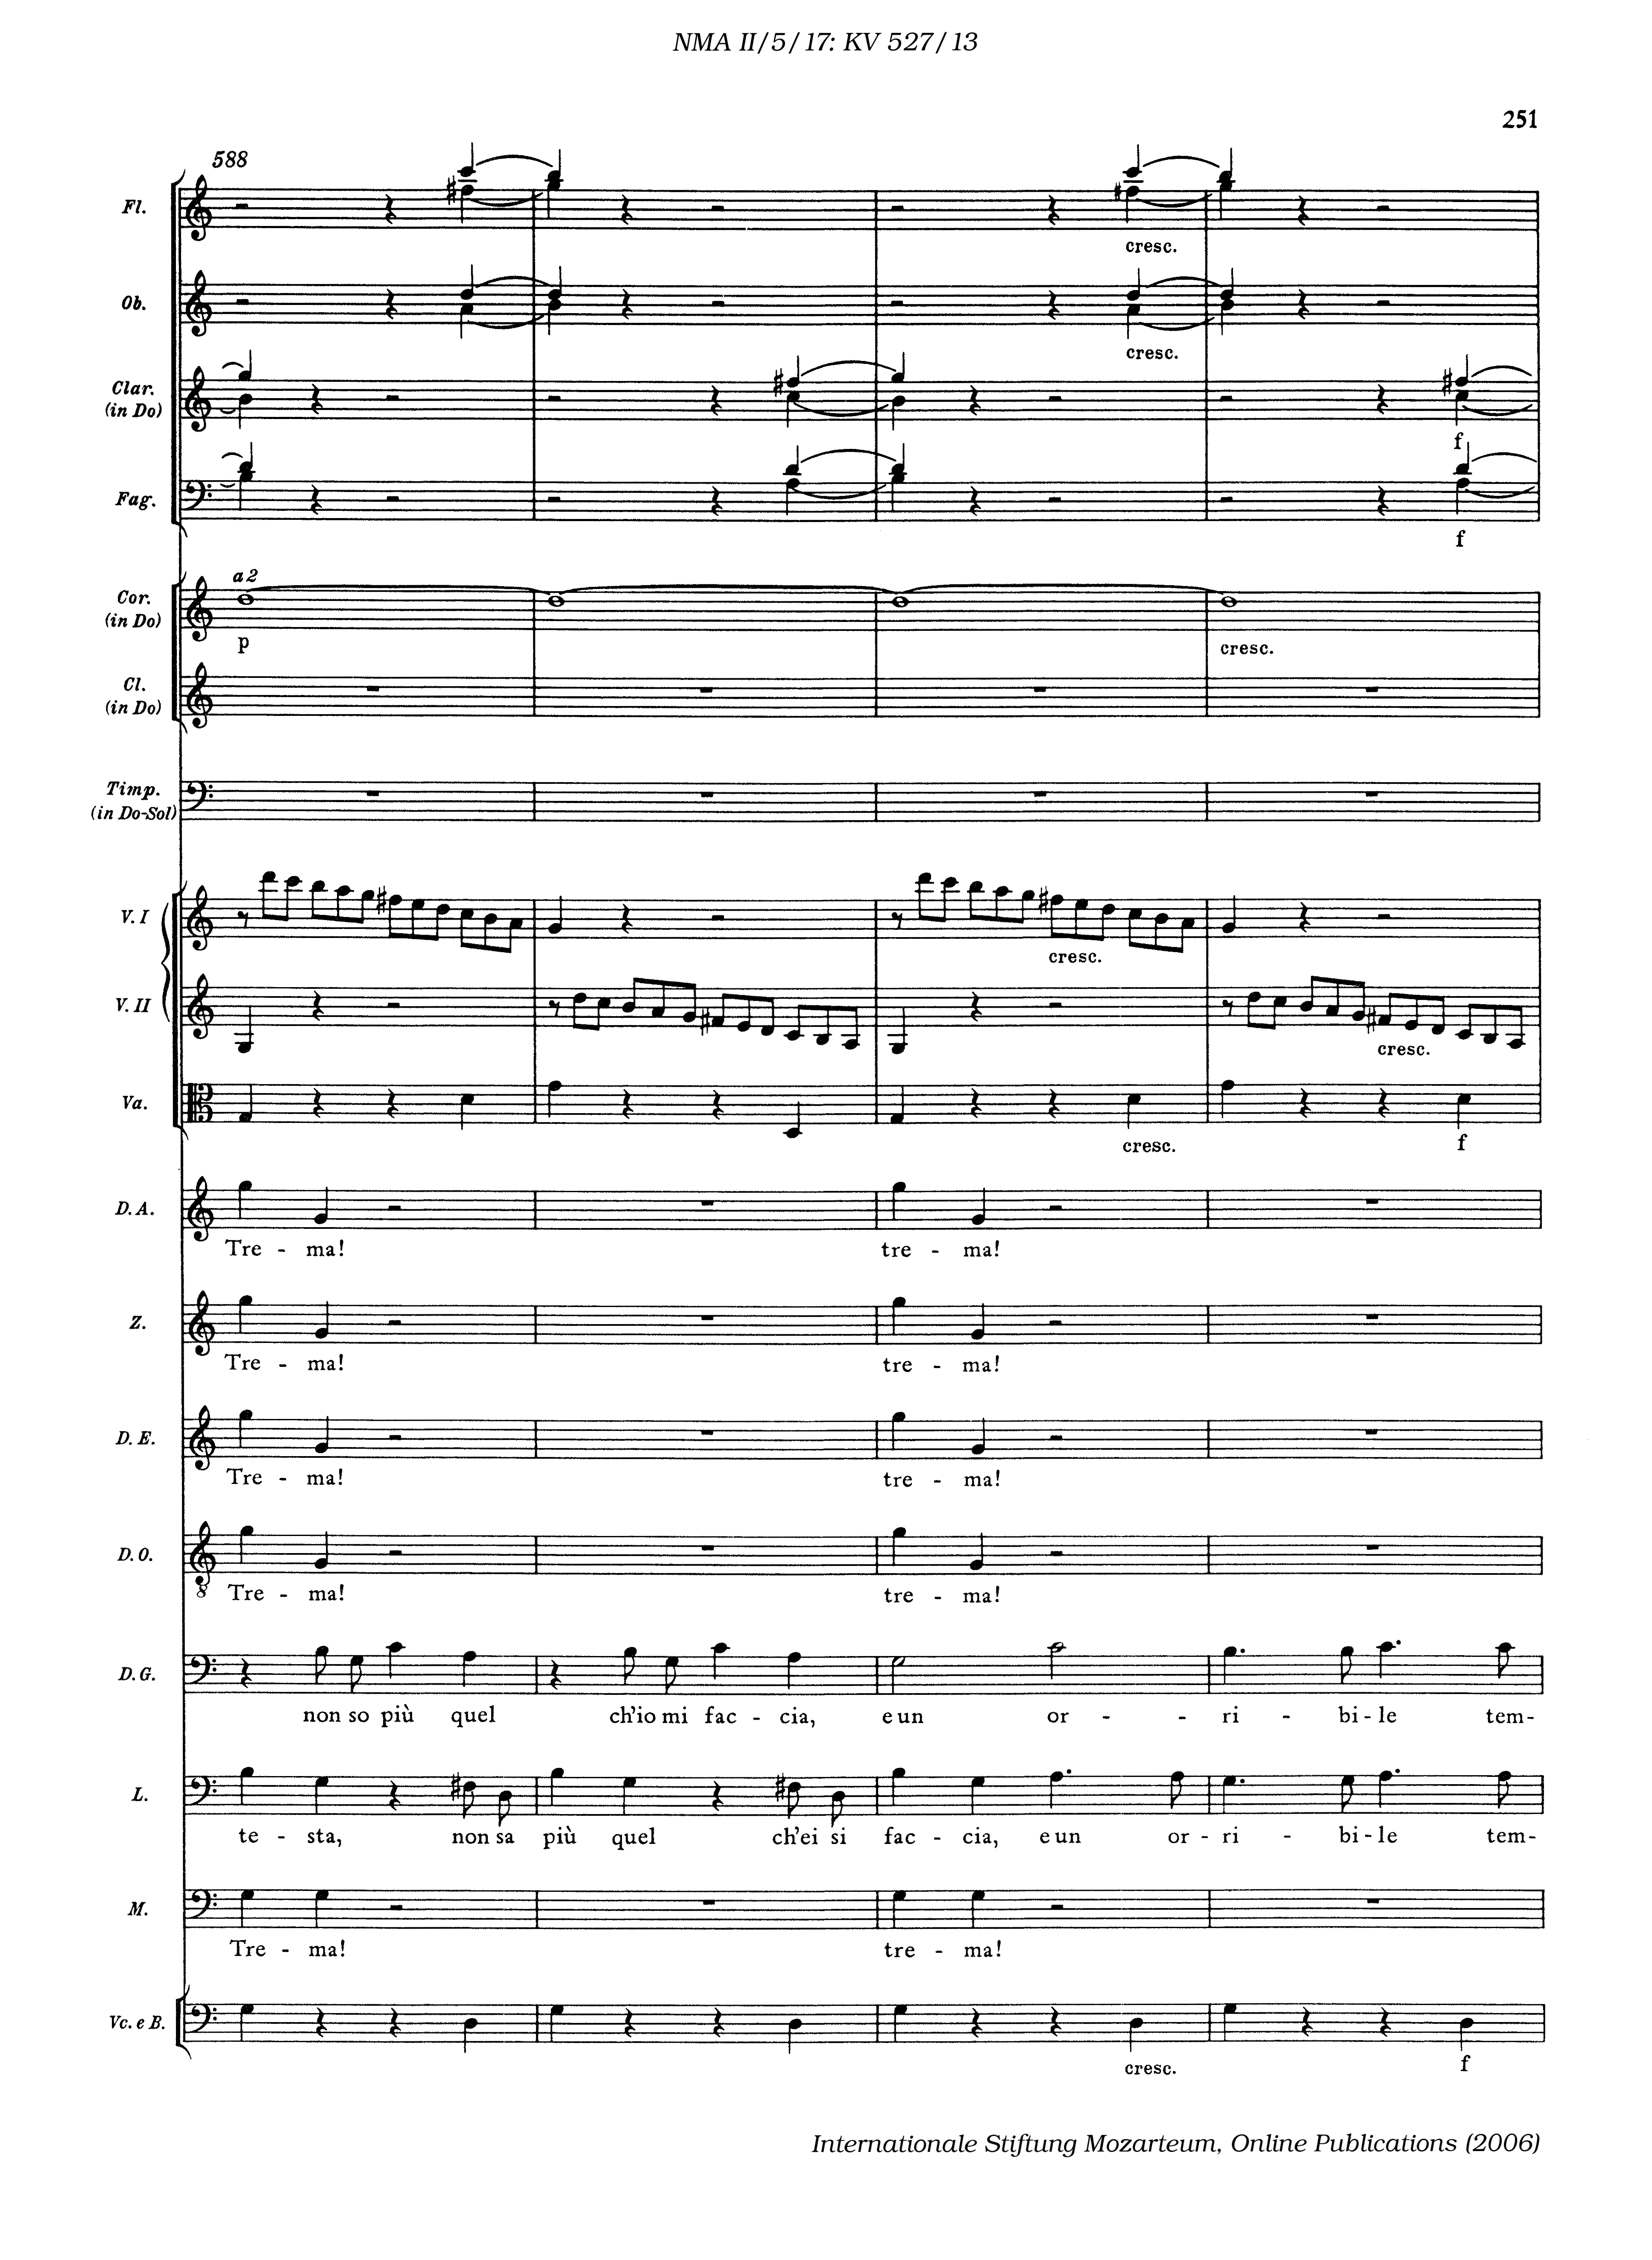 NMA II/5/17: KV 527/13
251
588
Fl.
cresc.
Ob.
cresc.
Clar.
(in Do)
f
Fag.
f
a 2
Cor.
(in Do)
p cresc.
Cl.
(in Do)
Timp.
(in Do-Sol)
V. I
cresc.
V. II
cresc.
Va.
cresc. f
D. A.
Tre - ma! tre - ma!
Z.
Tre - ma! tre - ma!
D. E.
Tre - ma! tre - ma!
D. O.
8
Tre - ma! tre - ma!
D. G.
non so più quel ch'io mi fac - cia, e un or - - ri - bi - le tem-
L.
te - sta, non sa più quel ch'ei si fac - cia, e un or - ri - bi - le tem-
M.
Tre - ma! tre - ma!
Vc. e B.
cresc. f
Internationale Stiftung Mozarteum, Online Publications (2006)